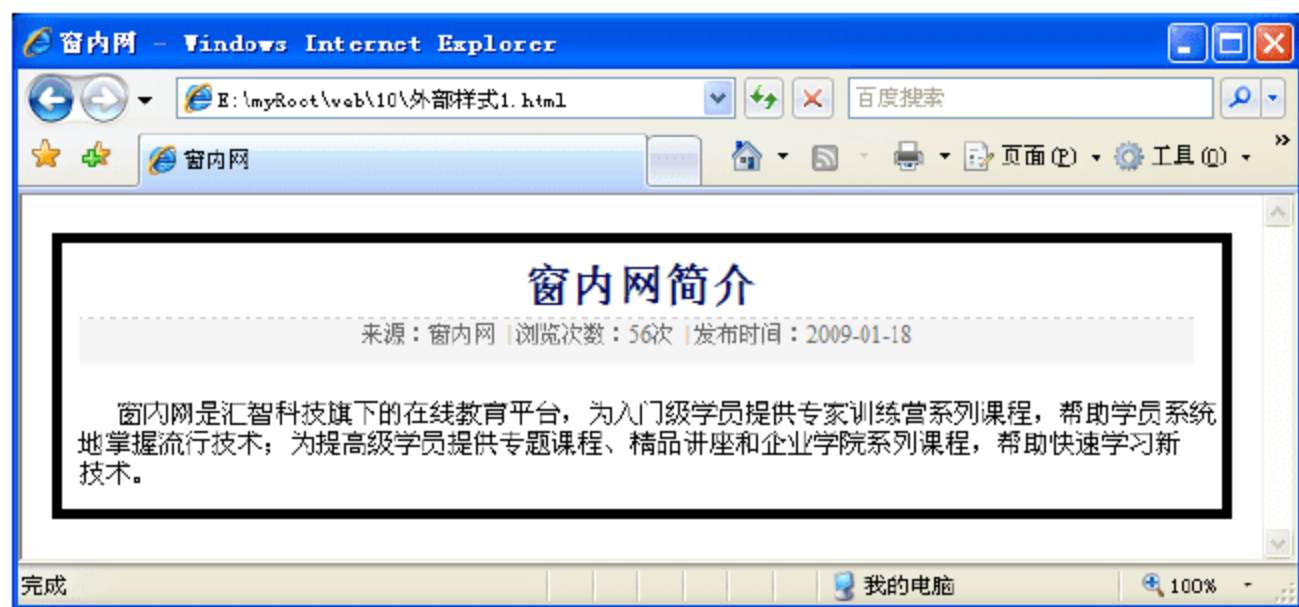 窗内网 - Windows Internet Explorer
E:\myRoot\web\10\外部样式1.html
百度搜索
窗内网
页面(P)
工具(O)
窗内网简介
来源：窗内网 |浏览次数：56次 |发布时间：2009-01-18
窗内网是汇智科技旗下的在线教育平台，为入门级学员提供专家训练营系列课程，帮助学员系统
地掌握流行技术；为提高级学员提供专题课程、精品讲座和企业学院系列课程，帮助快速学习新
技术。
完成
我的电脑
100%